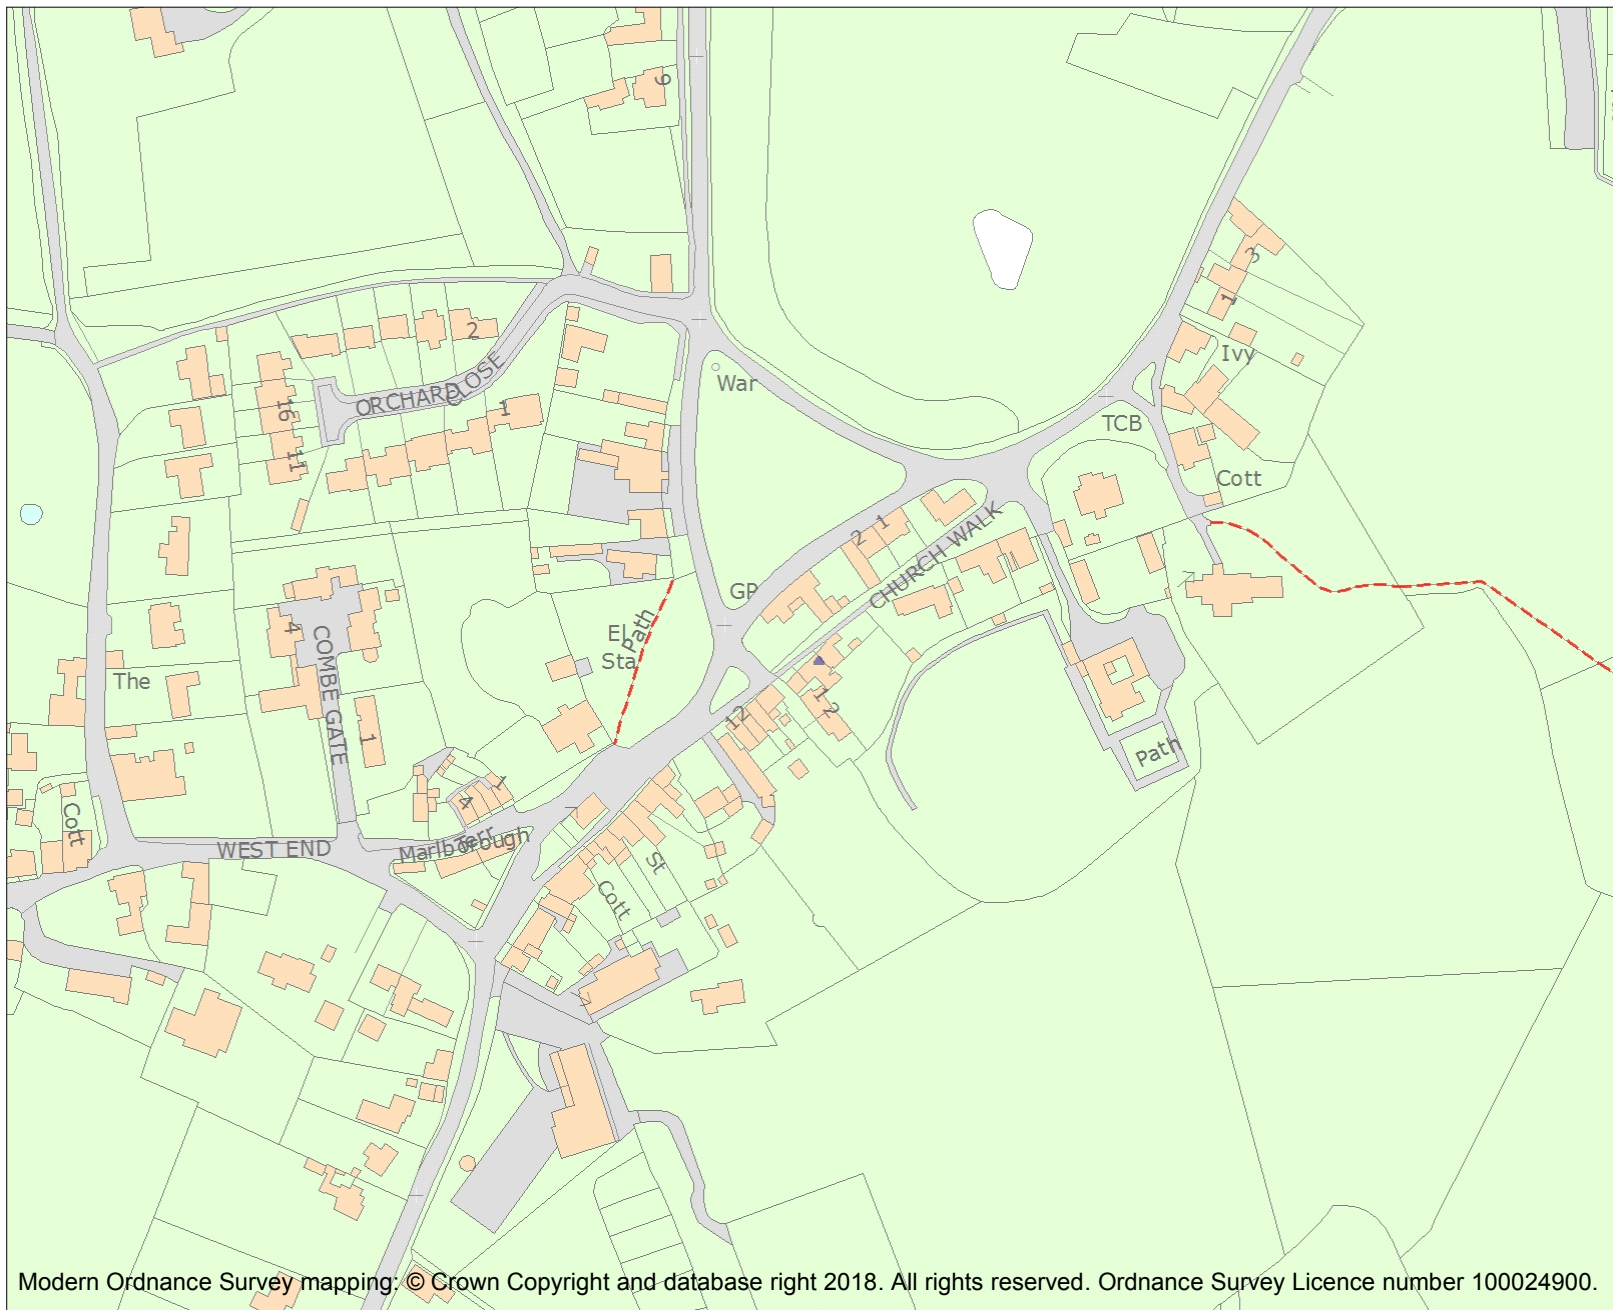 9
3
1
Ivy
War
TCB
2
ORCHARD CLOSE
1
16
11
Cott
2 1
CHURCH WALK
GP
Path
El
Sta
4
COMBE GATE
The
1
1 2
12
Path
1
4
Cott
WEST END
Marlborough
Terr
St
Cott
Modern Ordnance Survey mapping: © Crown Copyright and database right 2018. All rights reserved. Ordnance Survey Licence number 100024900.